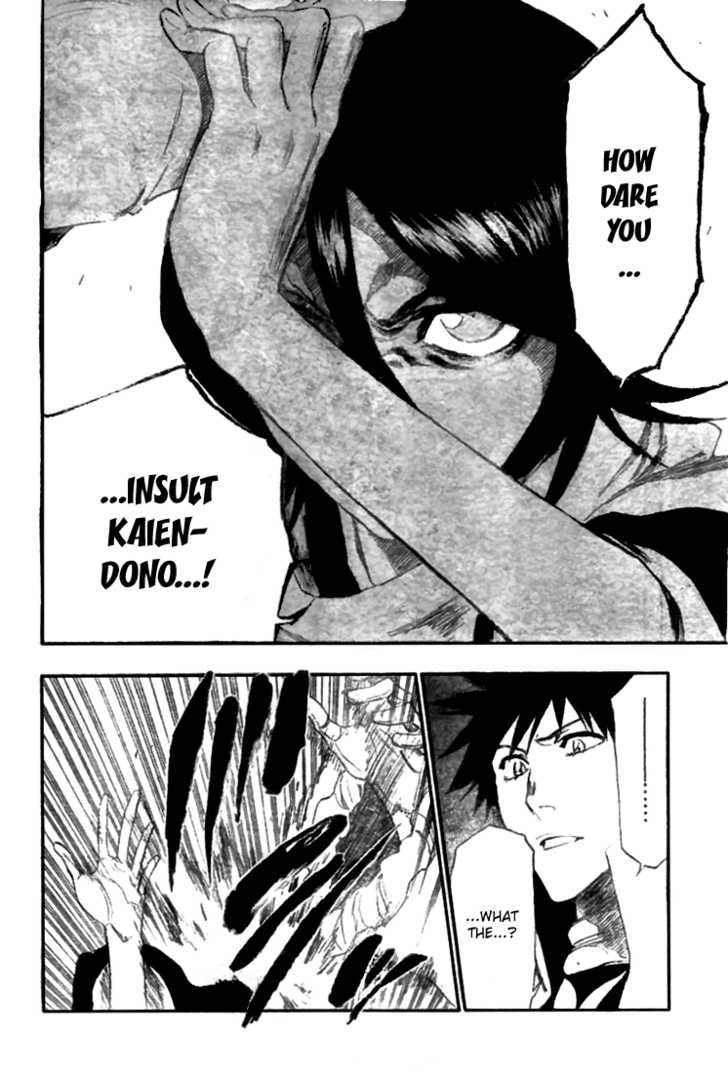 HOW
DARE
YOU
...
...INSULT
KAIEN-
DONO...!
.........
...WHAT
THE...?